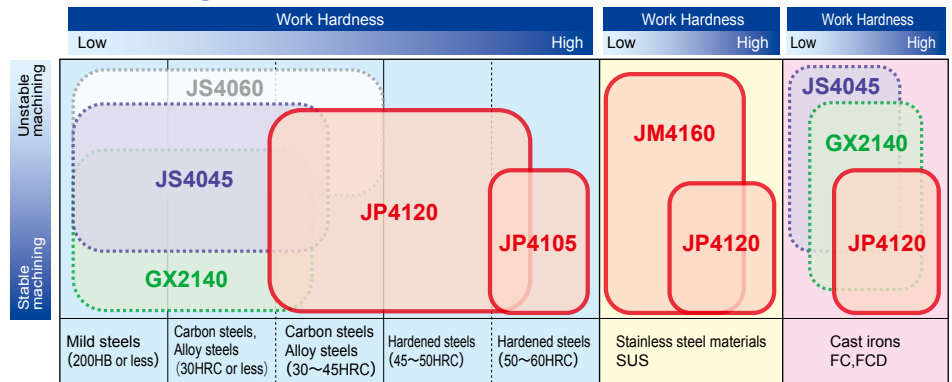 Work Hardness
Low
High
Work Hardness
Low
High
Work Hardness
Low
High
Unstable
machining
Stable
machining
JS4060
JS4045
GX2140
JP4120
JP4105
JM4160
JP4120
JS4045
GX2140
JP4120
Mild steels
(200HB or less)
Carbon steels,
Alloy steels
(30HRC or less)
Carbon steels
Alloy steels
(30～45HRC)
Hardened steels
(45～50HRC)
Hardened steels
(50～60HRC)
Stainless steel materials
SUS
Cast irons
FC,FCD